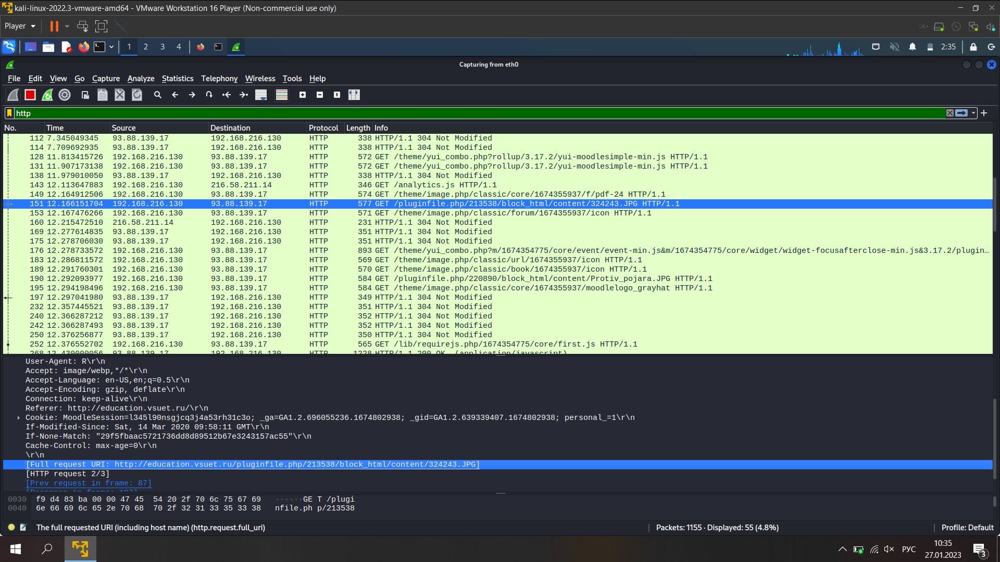 kali-linux-2022.3-vmware-amd64 - VMware Workstation 16 Player (Non-commercial use only)
Player
1 2 3 4 2:35
Capturing from eth0
File Edit View Go Capture Analyze Statistics Telephony Wireless Tools Help
http
No. Time Source Destination Protocol Length Info
112 7.345049345 93.88.139.17 192.168.216.130 HTTP 338 HTTP/1.1 304 Not Modified
114 7.709692935 93.88.139.17 192.168.216.130 HTTP 338 HTTP/1.1 304 Not Modified
128 11.813415726 192.168.216.130 93.88.139.17 HTTP 572 GET /theme/yui_combo.php?rollup/3.17.2/yui-moodlesimple-min.js HTTP/1.1
131 11.907173138 192.168.216.130 93.88.139.17 HTTP 572 GET /theme/yui_combo.php?rollup/3.17.2/yui-moodlesimple-min.js HTTP/1.1
138 11.979010050 93.88.139.17 192.168.216.130 HTTP 338 HTTP/1.1 304 Not Modified
143 12.113647883 192.168.216.130 216.58.211.14 HTTP 346 GET /analytics.js HTTP/1.1
149 12.164912506 192.168.216.130 93.88.139.17 HTTP 574 GET /theme/image.php/classic/core/1674355937/f/pdf-24 HTTP/1.1
151 12.166151704 192.168.216.130 93.88.139.17 HTTP 577 GET /pluginfile.php/213538/block_html/content/324243.JPG HTTP/1.1
153 12.167476266 192.168.216.130 93.88.139.17 HTTP 571 GET /theme/image.php/classic/forum/1674355937/icon HTTP/1.1
160 12.215472510 216.58.211.14 192.168.216.130 HTTP 231 HTTP/1.1 304 Not Modified
169 12.277614835 93.88.139.17 192.168.216.130 HTTP 351 HTTP/1.1 304 Not Modified
175 12.278706030 93.88.139.17 192.168.216.130 HTTP 351 HTTP/1.1 304 Not Modified
176 12.278733572 192.168.216.130 93.88.139.17 HTTP 893 GET /theme/yui_combo.php?m/1674354775/core/event/event-min.js&m/1674354775/core/widget/widget-focusafterclose-min.js&3.17.2/plugin…
183 12.286811572 192.168.216.130 93.88.139.17 HTTP 569 GET /theme/image.php/classic/url/1674355937/icon HTTP/1.1
189 12.291760301 192.168.216.130 93.88.139.17 HTTP 570 GET /theme/image.php/classic/book/1674355937/icon HTTP/1.1
190 12.292093977 192.168.216.130 93.88.139.17 HTTP 584 GET /pluginfile.php/220890/block_html/content/Protiv_pojara.JPG HTTP/1.1
195 12.294198496 192.168.216.130 93.88.139.17 HTTP 584 GET /theme/image.php/classic/core/1674355937/moodlelogo_grayhat HTTP/1.1
197 12.297041980 93.88.139.17 192.168.216.130 HTTP 349 HTTP/1.1 304 Not Modified
232 12.357445521 93.88.139.17 192.168.216.130 HTTP 351 HTTP/1.1 304 Not Modified
240 12.366287212 93.88.139.17 192.168.216.130 HTTP 352 HTTP/1.1 304 Not Modified
242 12.366287493 93.88.139.17 192.168.216.130 HTTP 352 HTTP/1.1 304 Not Modified
250 12.376256877 93.88.139.17 192.168.216.130 HTTP 350 HTTP/1.1 304 Not Modified
252 12.376552702 192.168.216.130 93.88.139.17 HTTP 565 GET /lib/requirejs.php/1674354775/core/first.js HTTP/1.1
268 12.430000056 93.88.139.17 192.168.216.130 HTTP 1228 HTTP/1.1 200 OK (application/javascript)
User-Agent: R\r\n
Accept: image/webp,*/*\r\n
Accept-Language: en-US,en;q=0.5\r\n
Accept-Encoding: gzip, deflate\r\n
Connection: keep-alive\r\n
Referer: http://education.vsuet.ru/\r\n
Cookie: MoodleSession=l345l90nsgjcq3j4a53rh31c3o; _ga=GA1.2.696055236.1674802938; _gid=GA1.2.639339407.1674802938; personal_=1\r\n
If-Modified-Since: Sat, 14 Mar 2020 09:58:11 GMT\r\n
If-None-Match: "29f5fbaac5721736dd8d89512b67e3243157ac55"\r\n
Cache-Control: max-age=0\r\n
\r\n
[Full request URI: http://education.vsuet.ru/pluginfile.php/213538/block_html/content/324243.JPG]
[HTTP request 2/3]
[Prev request in frame: 87]
[Response in frame: 197]
0030 f9 d4 83 ba 00 00 47 45 54 20 2f 70 6c 75 67 69 ······GE T /plugi
0040 6e 66 69 6c 65 2e 70 68 70 2f 32 31 33 35 33 38 nfile.ph p/213538
The full requested URI (including host name) (http.request.full_uri) Packets: 1155 · Displayed: 55 (4.8%) Profile: Default
РУС 10:35
27.01.2023
3